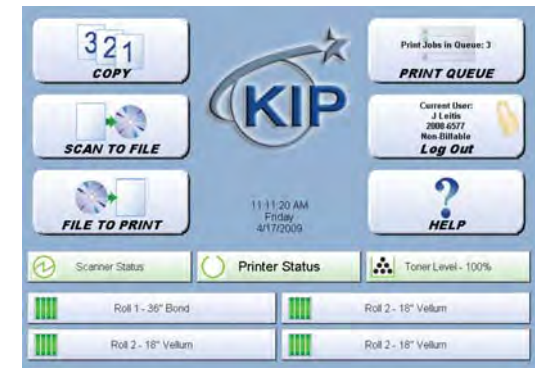 3 2 1
COPY
SCAN TO FILE
FILE TO PRINT
KIP
11:11:20 AM
Friday
4/17/2009
Print Jobs in Queue: 3
PRINT QUEUE
Current User:
J Leitis
2008-6577
Non-Billable
Log Out
?
HELP
Scanner Status
Printer Status
Toner Level - 100%
Roll 1 - 36" Bond
Roll 2 - 18" Vellum
Roll 2 - 18" Vellum
Roll 2 - 18" Vellum